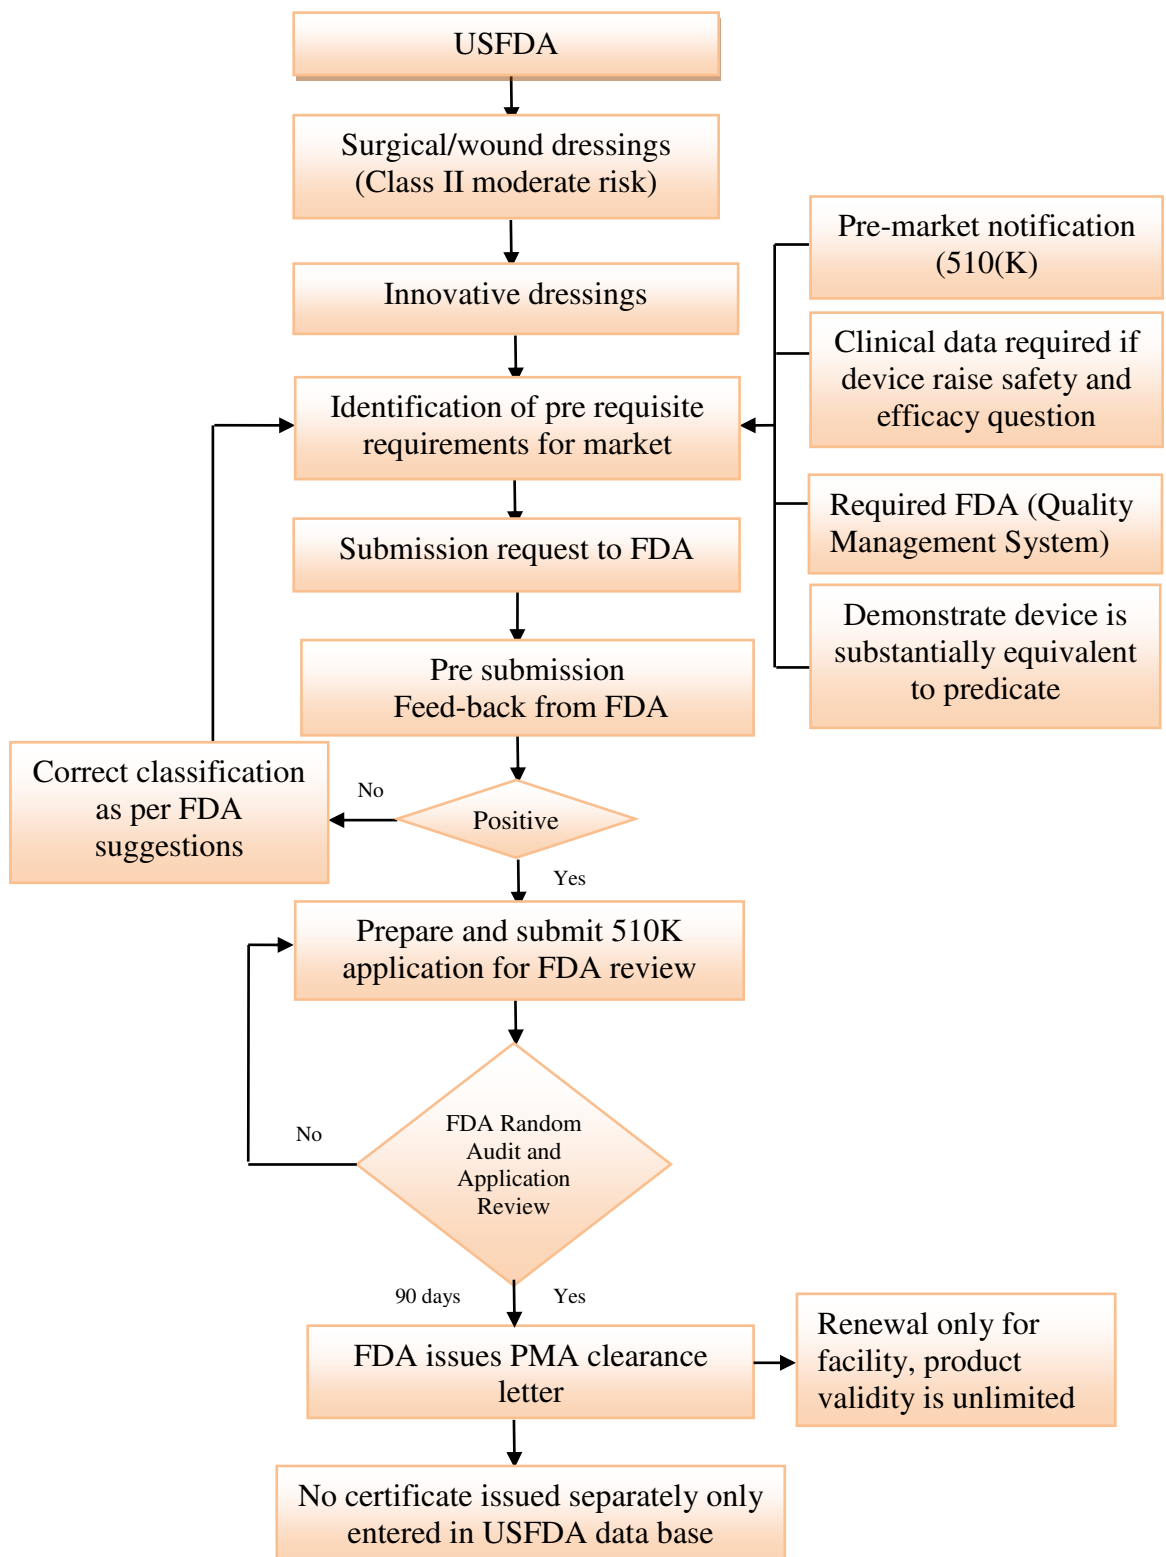 USFDA
Surgical/wound dressings
(Class II moderate risk)
Innovative dressings
Pre-market notification
(510(K)
Clinical data required if
device raise safety and
efficacy question
Required FDA (Quality
Management System)
Demonstrate device is
substantially equivalent
to predicate
Identification of pre requisite
requirements for market
Submission request to FDA
Pre submission
Feed-back from FDA
Positive
No
Correct classification
as per FDA
suggestions
Yes
Prepare and submit 510K
application for FDA review
FDA Random
Audit and
Application
Review
No
90 days
Yes
FDA issues PMA clearance
letter
Renewal only for
facility, product
validity is unlimited
No certificate issued separately only
entered in USFDA data base